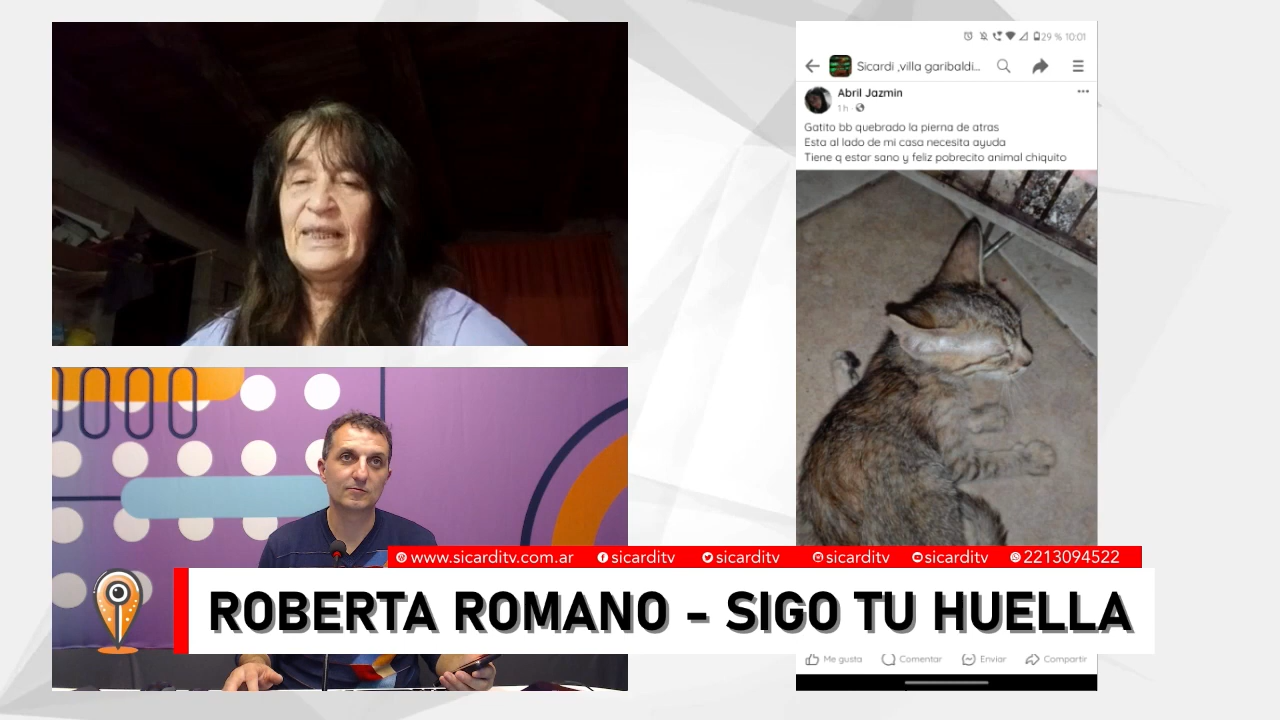 29 % 10:01
Sicardi ,villa garibaldi...
Abril Jazmin
1 h
Gatito bb quebrado la pierna de atras
Esta al lado de mi casa necesita ayuda
Tiene q estar sano y feliz pobrecito animal chiquito
www.sicarditv.com.ar sicarditv sicarditv sicarditv sicarditv 2213094522
ROBERTA ROMANO - SIGO TU HUELLA
Me gusta Comentar Enviar Compartir